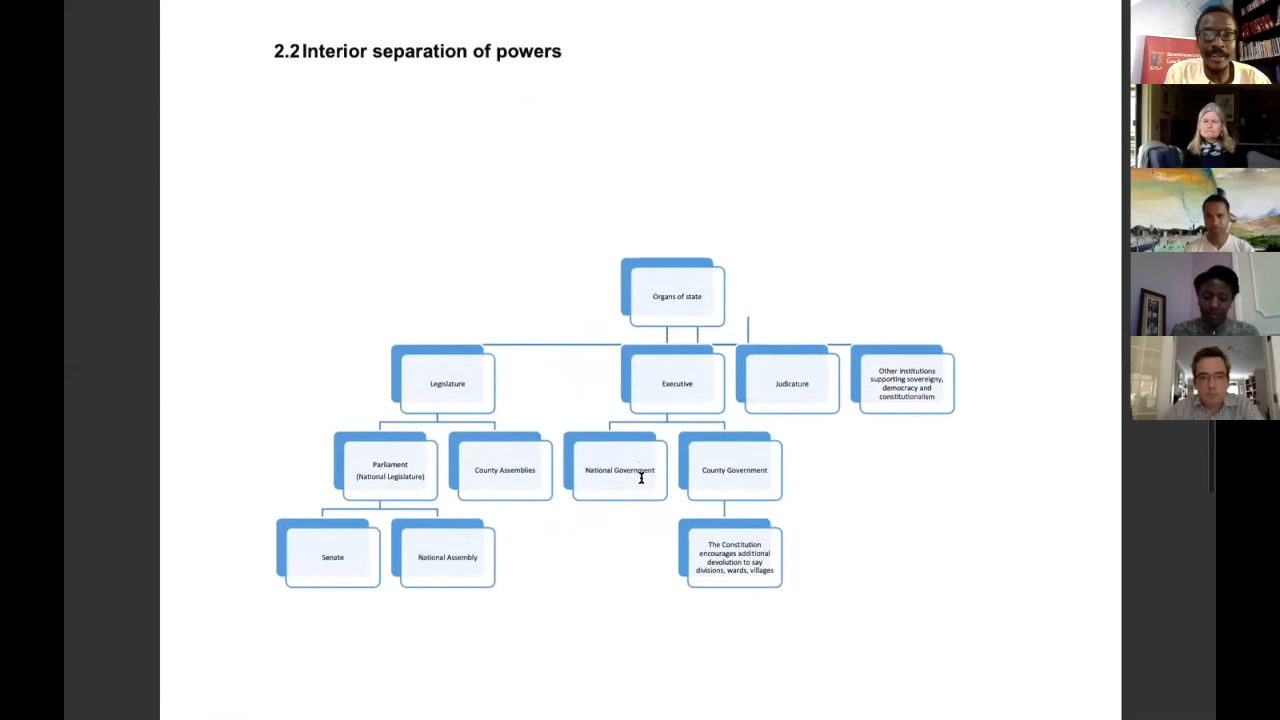 2.2 Interior separation of powers
Organs of state
Legislature
Executive
Judicature
Other institutions
supporting sovereignty,
democracy and
constitutionalism
Parliament
(National Legislature)
County Assemblies
National Government
County Government
Senate
National Assembly
The Constitution
encourages additional
devolution to say
divisions, wards, villages